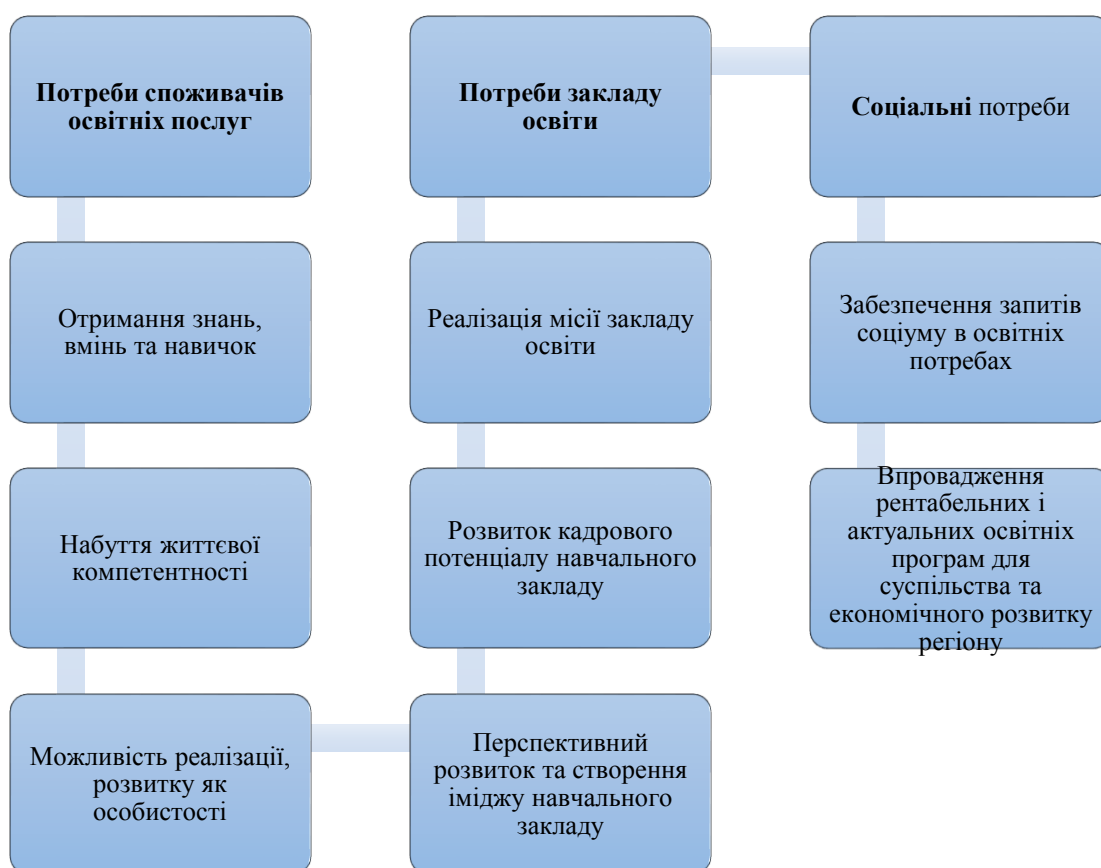 Потреби споживачів
освітніх послуг
Отримання знань,
вмінь та навичок
Набуття життєвої
компетентності
Можливість реалізації,
розвитку як
особистості
Потреби закладу
освіти
Реалізація місії закладу
освіти
Розвиток кадрового
потенціалу навчального
закладу
Перспективний
розвиток та створення
іміджу навчального
закладу
Соціальні потреби
Забезпечення запитів
соціуму в освітніх
потребах
Впровадження
рентабельних і
актуальних освітніх
програм для
суспільства та
економічного розвитку
регіону